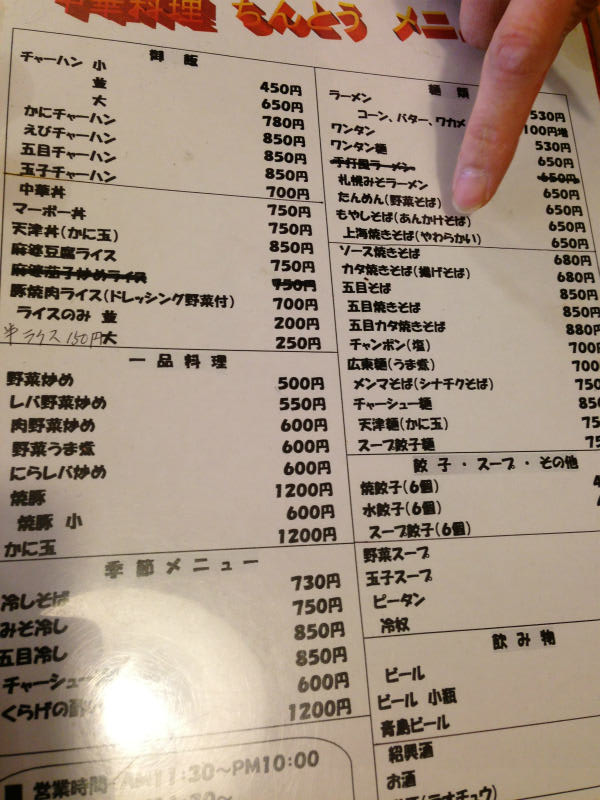 中華料理 ちんとう メニ
御飯
チャーハン 小 450円
並 650円
大 780円
かにチャーハン 850円
えびチャーハン 850円
五目チャーハン 850円
玉子チャーハン 700円
中華丼 750円
マーボー丼 750円
天津丼(かに玉) 850円
麻婆豆腐ライス 750円
麻婆茄子炒めライス 750円
豚焼肉ライス(ドレッシング野菜付) 700円
ライスのみ 並 200円
半ライス150円 大 250円
一品料理
野菜炒め 500円
レバ野菜炒め 550円
肉野菜炒め 600円
野菜うま煮 600円
にらレバ炒め 600円
焼豚 1200円
焼豚 小 600円
かに玉 1200円
季節メニュー
冷しそば 730円
みそ冷し 750円
五目冷し 850円
チャーシュー 850円
くらげの酢 600円
1200円
■ 営業時間 AM11:30〜PM10:00
麺類
ラーメン 530円
コーン、バター、ワカメ 100円増
ワンタン 530円
ワンタン麺 650円
手打風ラーメン 650円
札幌みそラーメン 650円
たんめん(野菜そば) 650円
もやしそば(あんかけそば) 650円
上海焼きそば(やわらかい) 650円
ソース焼きそば 680円
カタ焼きそば(揚げそば) 680円
五目そば 850円
五目焼きそば 850円
五目カタ焼きそば 880円
チャンポン(塩) 700円
広東麺(うま煮) 700
メンマそば(シナチクそば) 750
チャーシュー麺 850
天津麺(かに玉) 75
スープ餃子麺 75
餃子・スープ・その他
焼餃子(6個)
水餃子(6個)
スープ餃子(6個)
野菜スープ
玉子スープ
ピータン
冷奴
飲み物
ビール
ビール 小瓶
青島ビール
紹興酒
お酒